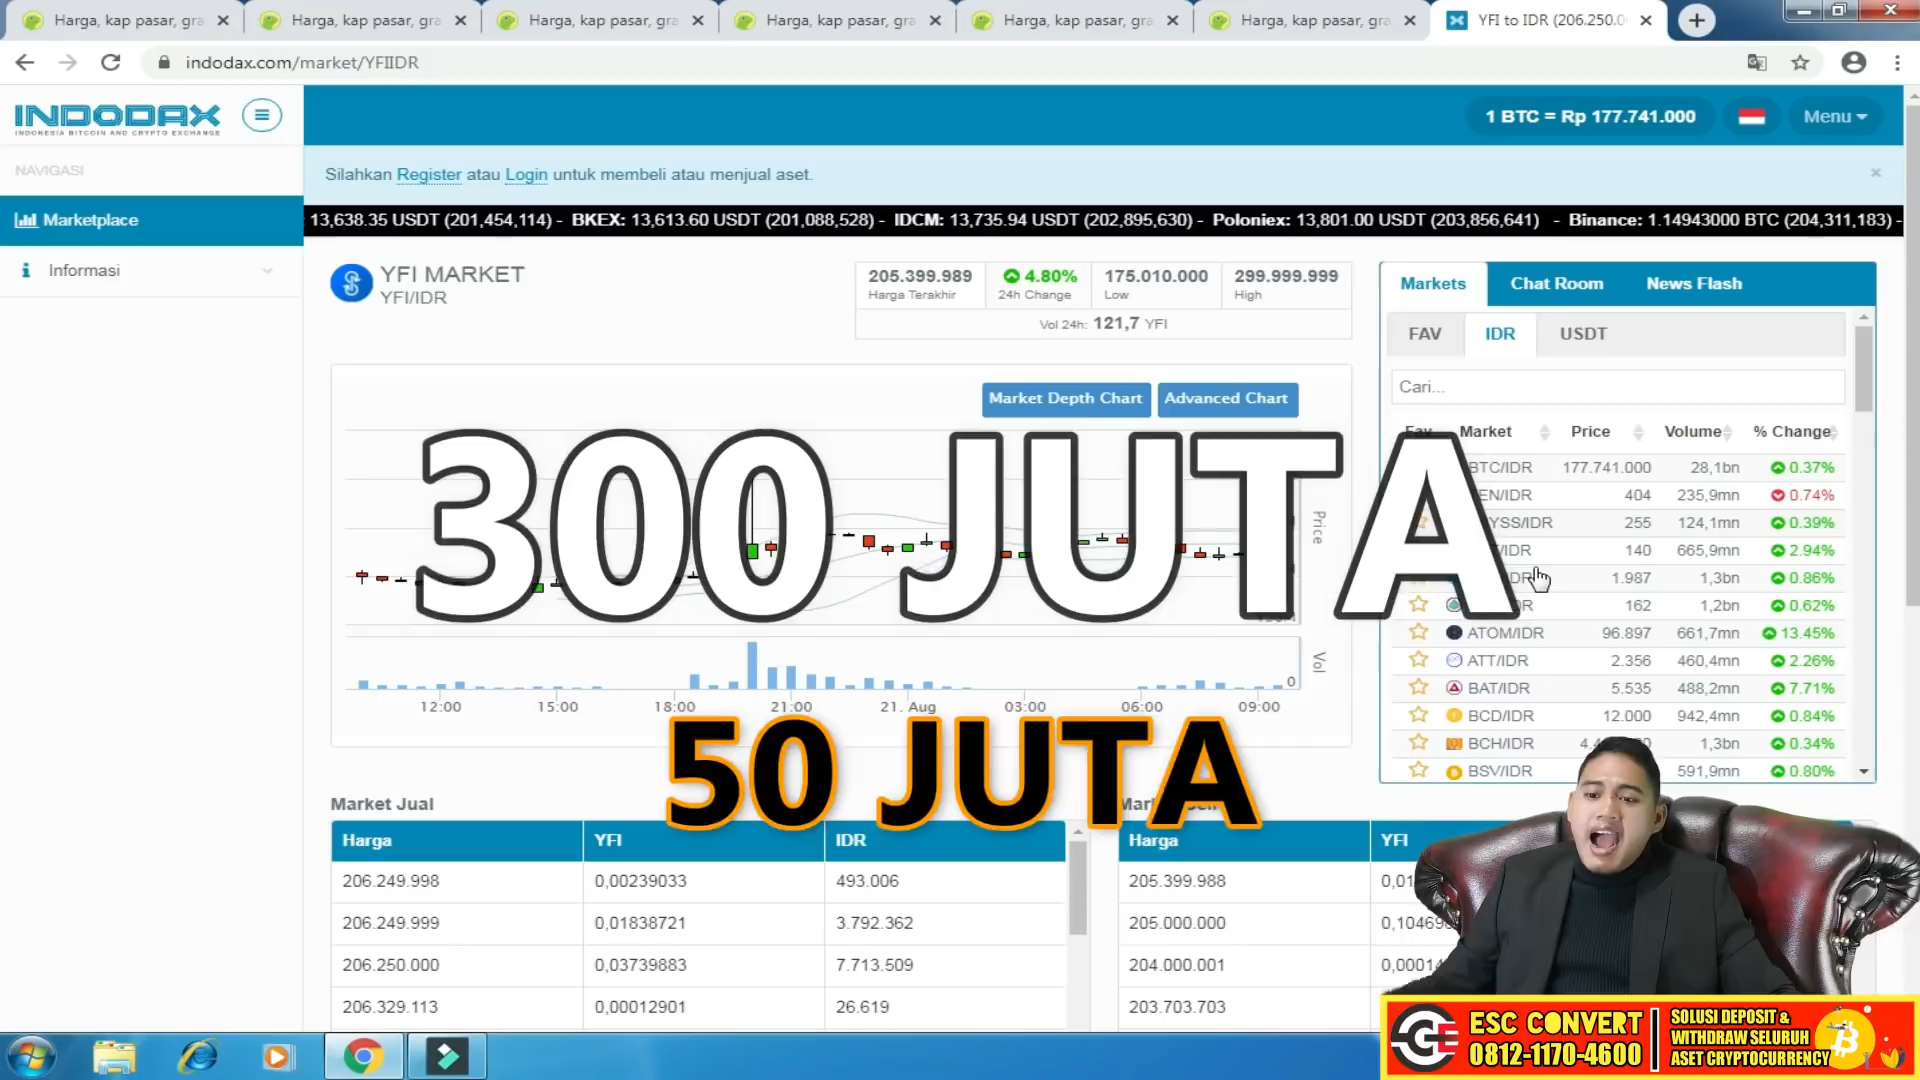 Harga, kap pasar, gra
Harga, kap pasar, gra
Harga, kap pasar, gra
Harga, kap pasar, gra
Harga, kap pasar, gra
Harga, kap pasar, gra
YFI to IDR (206.250.0
indodax.com/market/YFIIDR
INDODAX
INDONESIA BITCOIN AND CRYPTO EXCHANGE
1 BTC = Rp 177.741.000
Menu
NAVIGASI
Marketplace
Informasi
Silahkan Register atau Login untuk membeli atau menjual aset.
13,638.35 USDT (201,454,114) - BKEX: 13,613.60 USDT (201,088,528) - IDCM: 13,735.94 USDT (202,895,630) - Poloniex: 13,801.00 USDT (203,856,641) - Binance: 1.14943000 BTC (204,311,183) -
YFI MARKET
YFI/IDR
205.399.989
Harga Terakhir
4.80%
24h Change
175.010.000
Low
299.999.999
High
Vol 24h: 121,7 YFI
Market Depth Chart
Advanced Chart
300 JUTA
50 JUTA
Price
Vol
0
12:00 15:00 18:00 21:00 21. Aug 03:00 06:00 09:00
Markets Chat Room News Flash
FAV IDR USDT
Cari...
Market Price Volume % Change
BTC/IDR 177.741.000 28,1bn 0.37%
EN/IDR 404 235,9mn 0.74%
YSS/IDR 255 124,1mn 0.39%
/IDR 140 665,9mn 2.94%
1.987 1,3bn 0.86%
162 1,2bn 0.62%
ATOM/IDR 96.897 661,7mn 13.45%
ATT/IDR 2.356 460,4mn 2.26%
BAT/IDR 5.535 488,2mn 7.71%
BCD/IDR 12.000 942,4mn 0.84%
BCH/IDR 1,3bn 0.34%
BSV/IDR 591,9mn 0.80%
Market Jual
Harga YFI IDR
206.249.998 0,00239033 493.006
206.249.999 0,01838721 3.792.362
206.250.000 0,03739883 7.713.509
206.329.113 0,00012901 26.619
Harga YFI
205.399.988
205.000.000
204.000.001
203.703.703
ESC CONVERT
0812-1170-4600
SOLUSI DEPOSIT &
WITHDRAW SELURUH
ASET CRYPTOCURRENCY